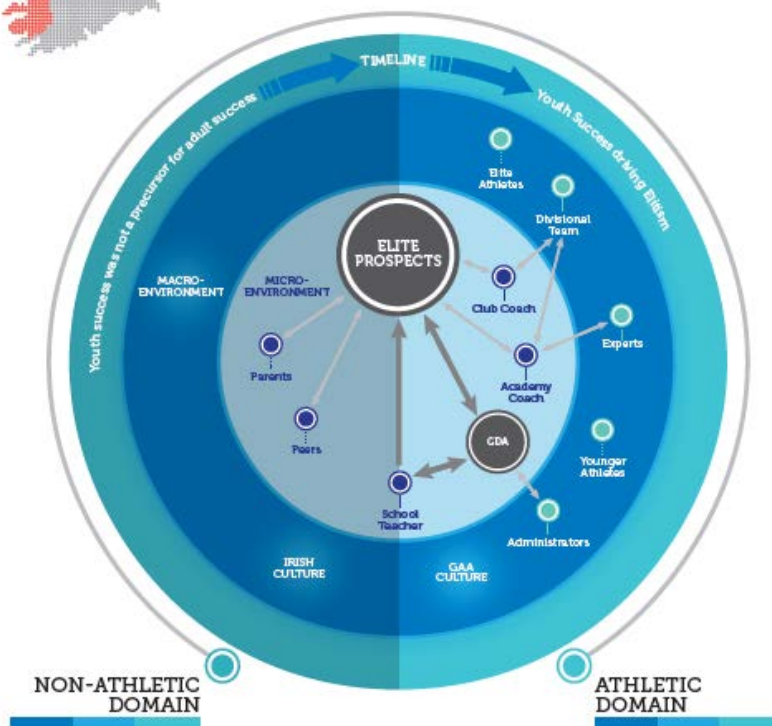 TIMELINE
Youth success was not a precursor for adult success
Youth Success driving Elitism
Elite
Athletes
Divisional
Team
ELITE
PROSPECTS
MACRO-
ENVIRONMENT
MICRO-
ENVIRONMENT
Club Coach
Experts
Parents
Academy
Coach
Peers
GDA
Younger
Athletes
School
Teacher
Administrators
IRISH
CULTURE
GAA
CULTURE
NON-ATHLETIC
DOMAIN
ATHLETIC
DOMAIN